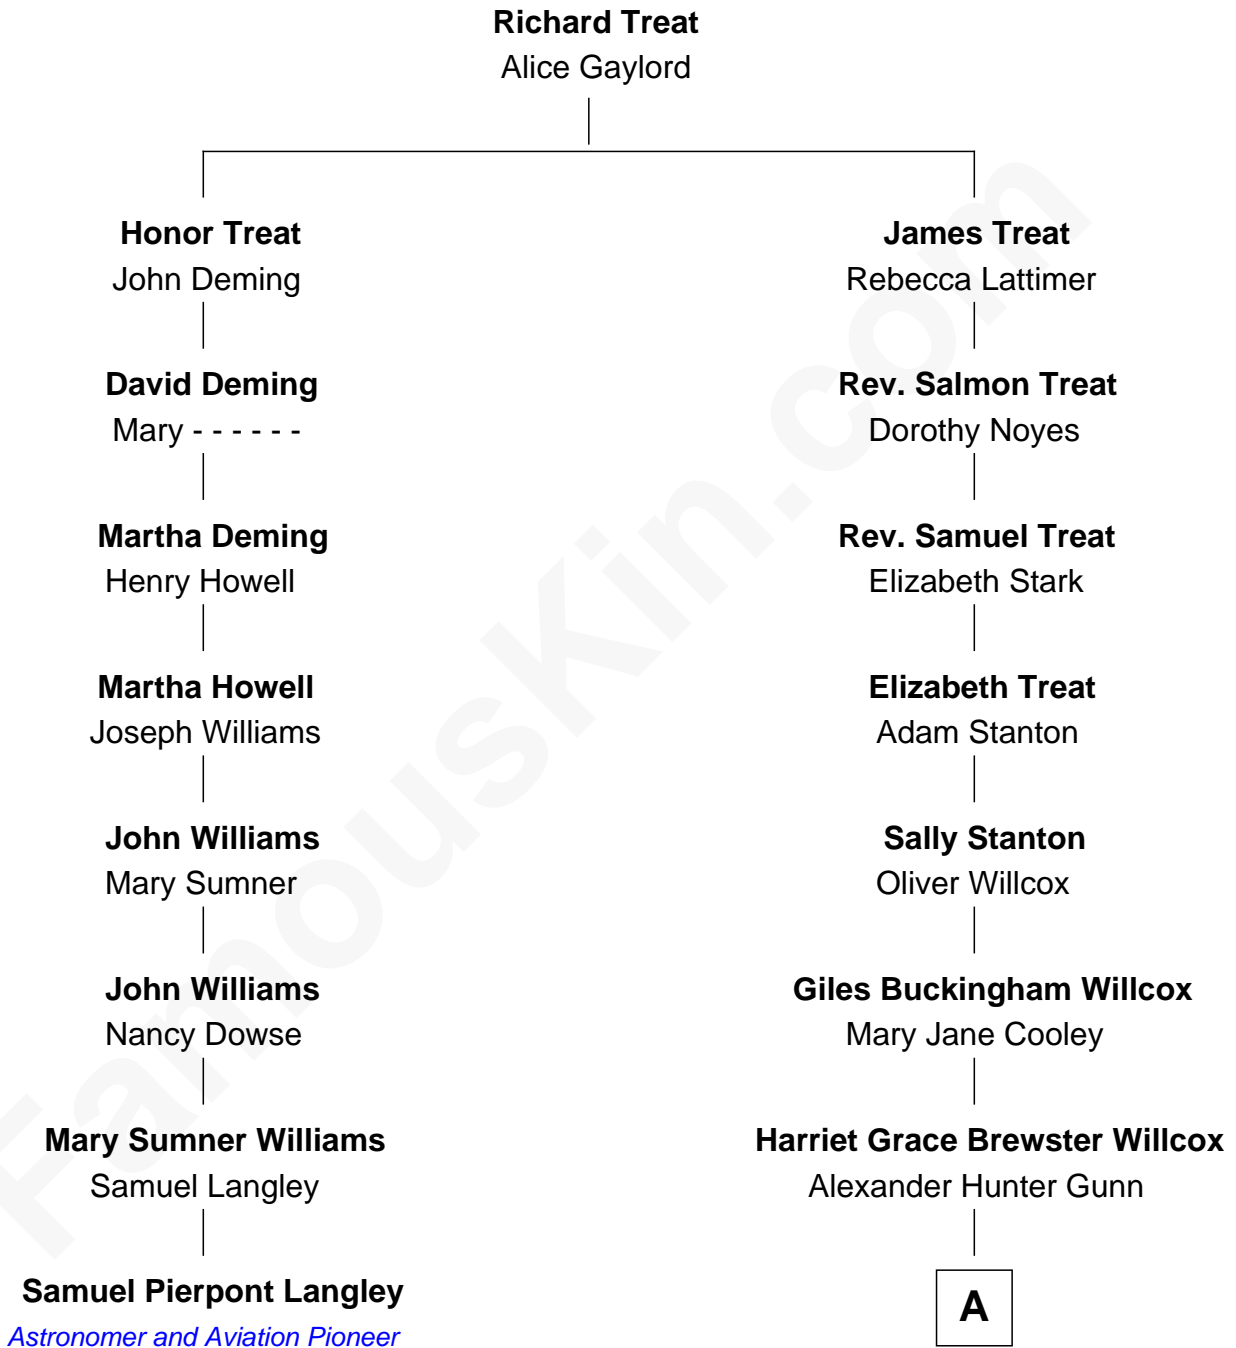 Richard Treat
Alice Gaylord
Honor Treat
John Deming
James Treat
Rebecca Lattimer
David Deming
Mary - - - - - -
Rev. Salmon Treat
Dorothy Noyes
Martha Deming
Henry Howell
Rev. Samuel Treat
Elizabeth Stark
Martha Howell
Joseph Williams
Elizabeth Treat
Adam Stanton
John Williams
Mary Sumner
Sally Stanton
Oliver Willcox
John Williams
Nancy Dowse
Giles Buckingham Willcox
Mary Jane Cooley
Mary Sumner Williams
Samuel Langley
Harriet Grace Brewster Willcox
Alexander Hunter Gunn
Samuel Pierpont Langley
Astronomer and Aviation Pioneer
A
FamousKin.com